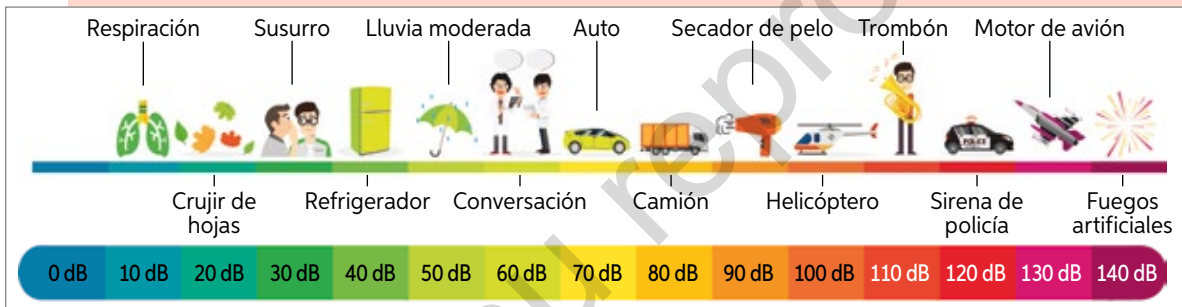 Respiración Susurro Lluvia moderada Auto Secador de pelo Trombón Motor de avión
POLICE
Crujir de hojas Refrigerador Conversación Camión Helicóptero Sirena de policía Fuegos artificiales
0 dB 10 dB 20 dB 30 dB 40 dB 50 dB 60 dB 70 dB 80 dB 90 dB 100 dB 110 dB 120 dB 130 dB 140 dB
u repro